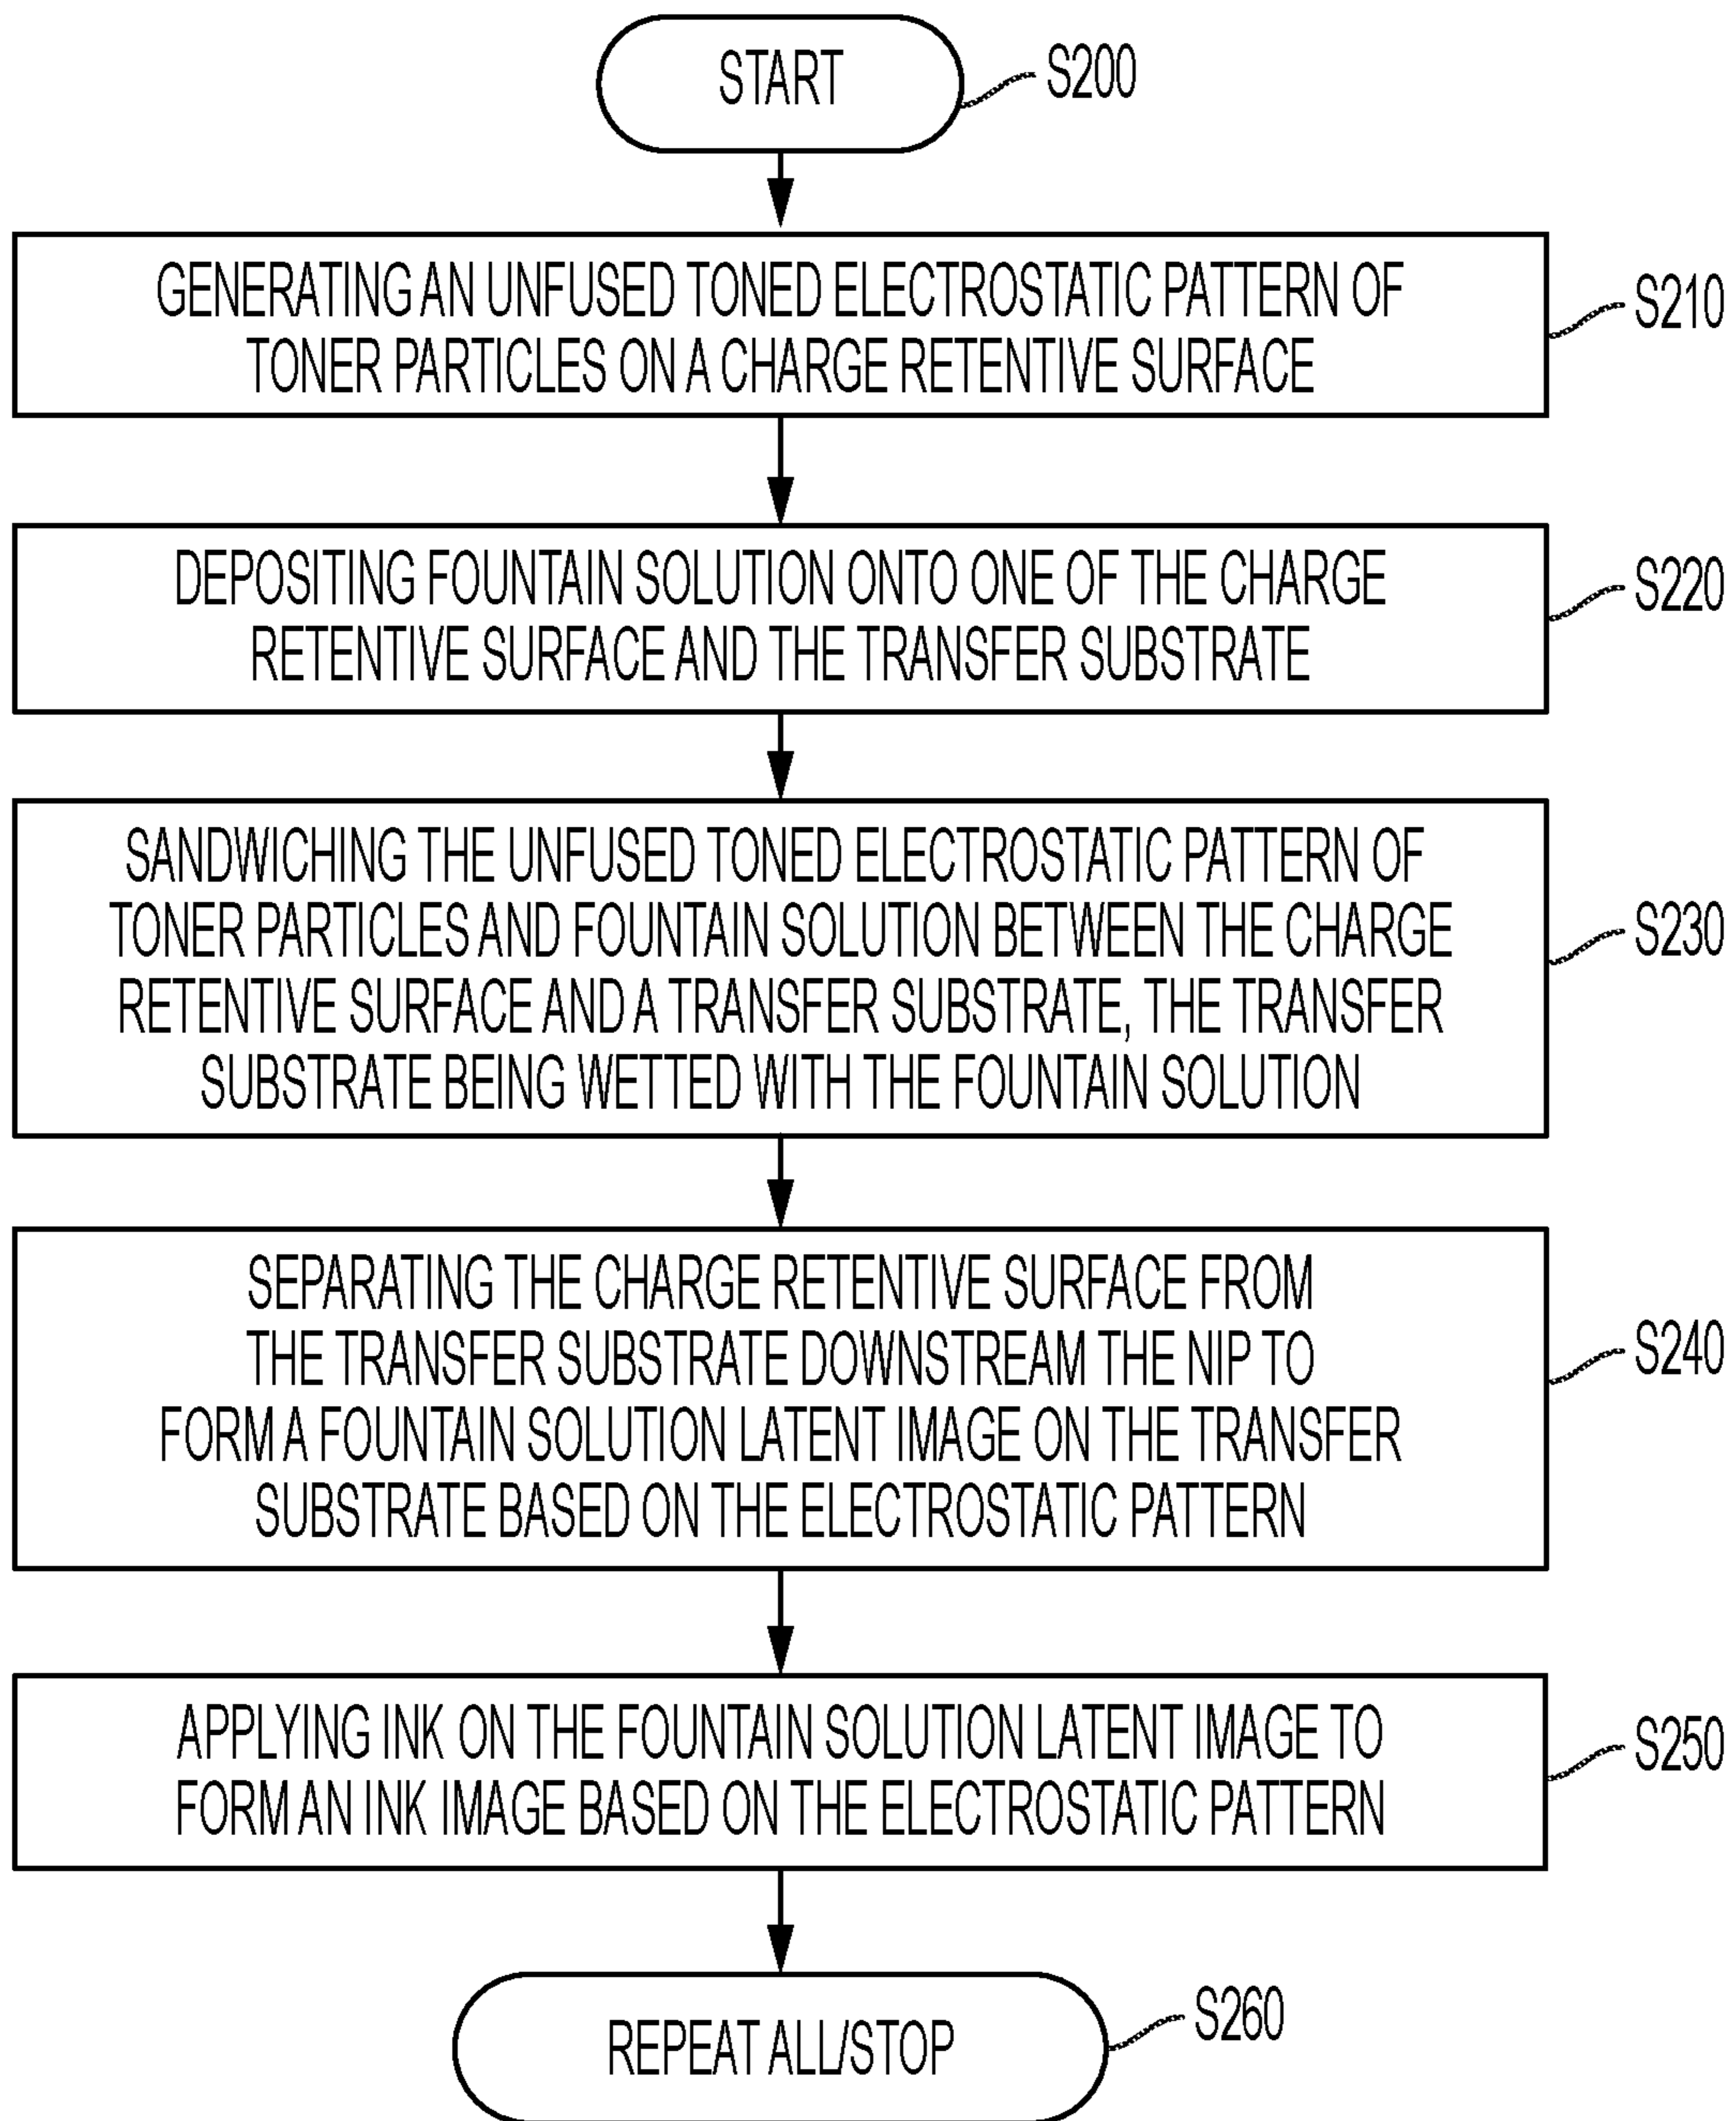 START
S200
GENERATING AN UNFUSED TONED ELECTROSTATIC PATTERN OF
TONER PARTICLES ON A CHARGE RETENTIVE SURFACE
S210
DEPOSITING FOUNTAIN SOLUTION ONTO ONE OF THE CHARGE
RETENTIVE SURFACE AND THE TRANSFER SUBSTRATE
S220
SANDWICHING THE UNFUSED TONED ELECTROSTATIC PATTERN OF
TONER PARTICLES AND FOUNTAIN SOLUTION BETWEEN THE CHARGE
RETENTIVE SURFACE AND A TRANSFER SUBSTRATE, THE TRANSFER
SUBSTRATE BEING WETTED WITH THE FOUNTAIN SOLUTION
S230
SEPARATING THE CHARGE RETENTIVE SURFACE FROM
THE TRANSFER SUBSTRATE DOWNSTREAM THE NIP TO
FORM A FOUNTAIN SOLUTION LATENT IMAGE ON THE TRANSFER
SUBSTRATE BASED ON THE ELECTROSTATIC PATTERN
S240
APPLYING INK ON THE FOUNTAIN SOLUTION LATENT IMAGE TO
FORM AN INK IMAGE BASED ON THE ELECTROSTATIC PATTERN
S250
REPEAT ALL/STOP
S260